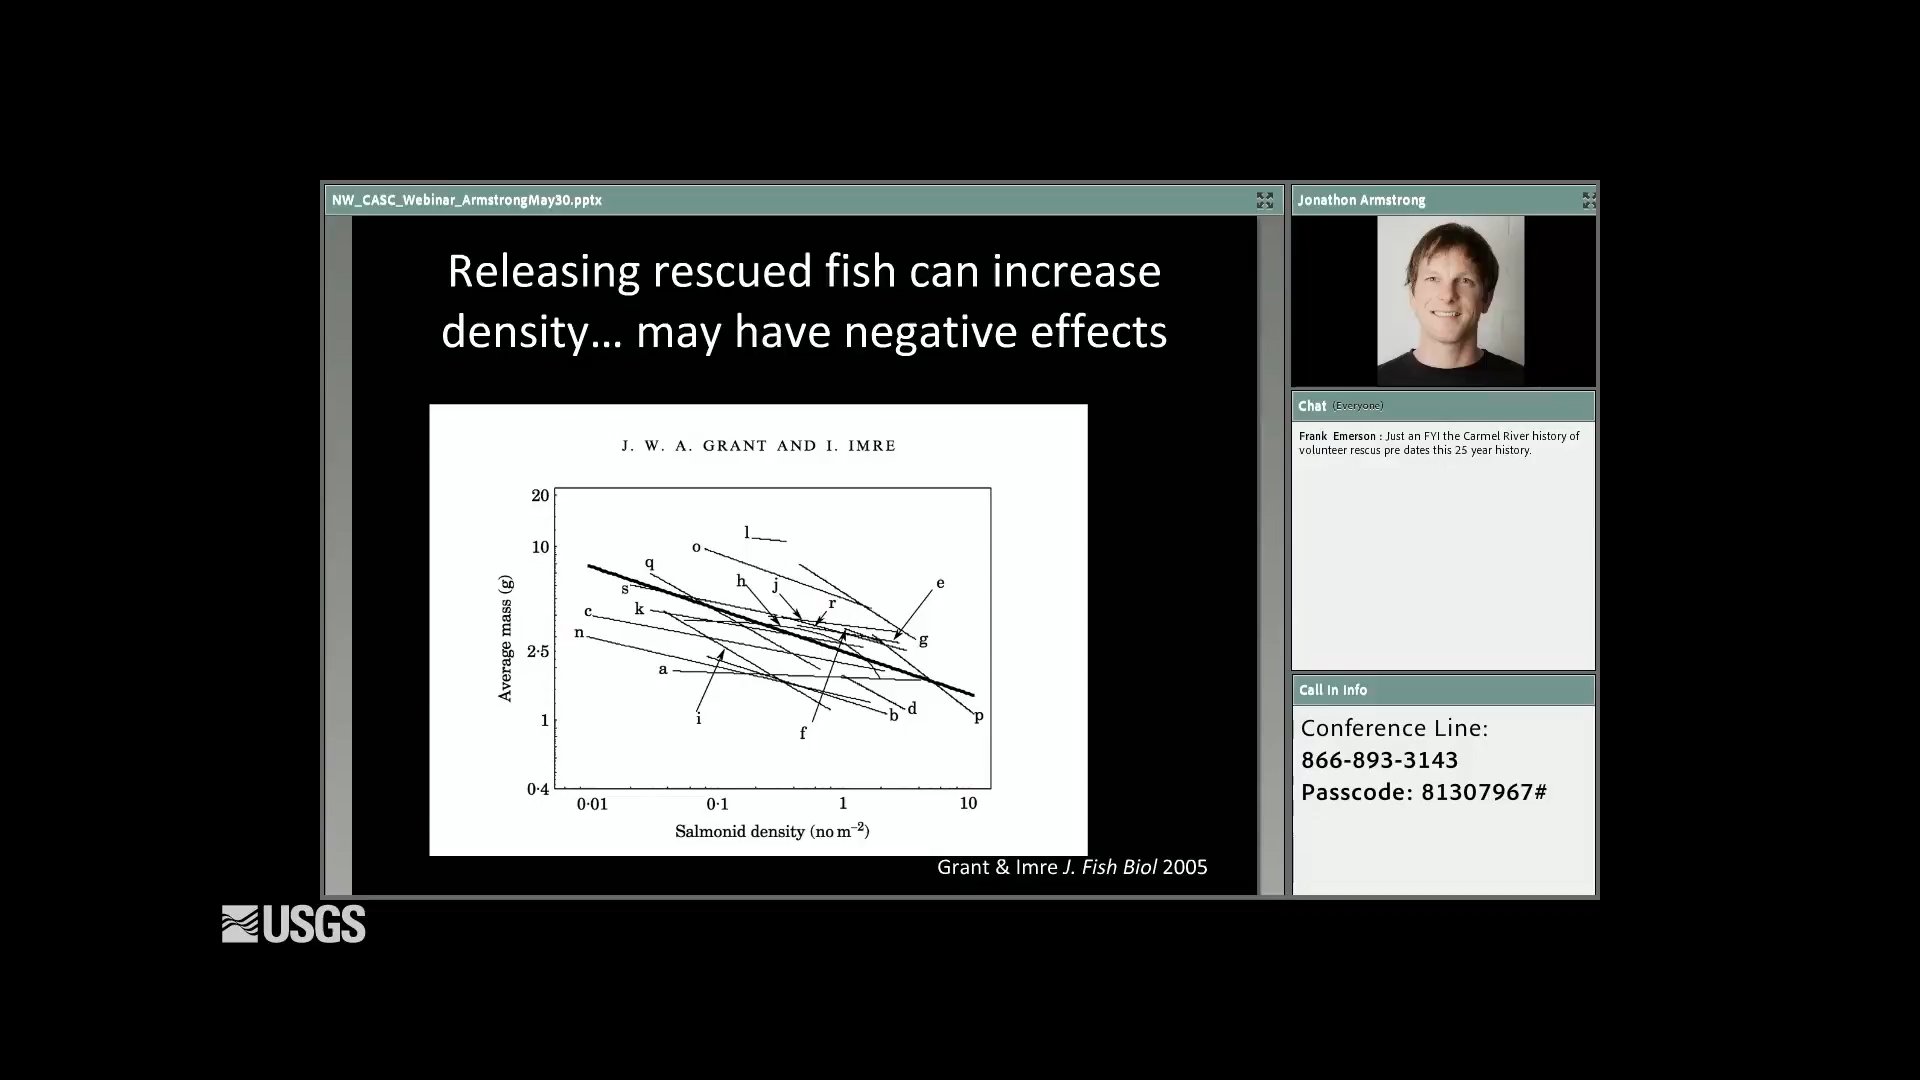 NW_CASC_Webinar_ArmstrongMay30.pptx
Releasing rescued fish can increase
density... may have negative effects
J. W. A. GRANT AND I. IMRE
20
10
2·5
1
0·4
Average mass (g)
l
o
q
h
j
e
s
r
c
k
n
g
a
i
f
b
d
p
0·01
0·1
1
10
Salmonid density (no m⁻²)
Grant & Imre J. Fish Biol 2005
Jonathon Armstrong
Chat (Everyone)
Frank Emerson : Just an FYI the Carmel River history of
volunteer rescus pre dates this 25 year history.
Call In Info
Conference Line:
866-893-3143
Passcode: 81307967#
USGS